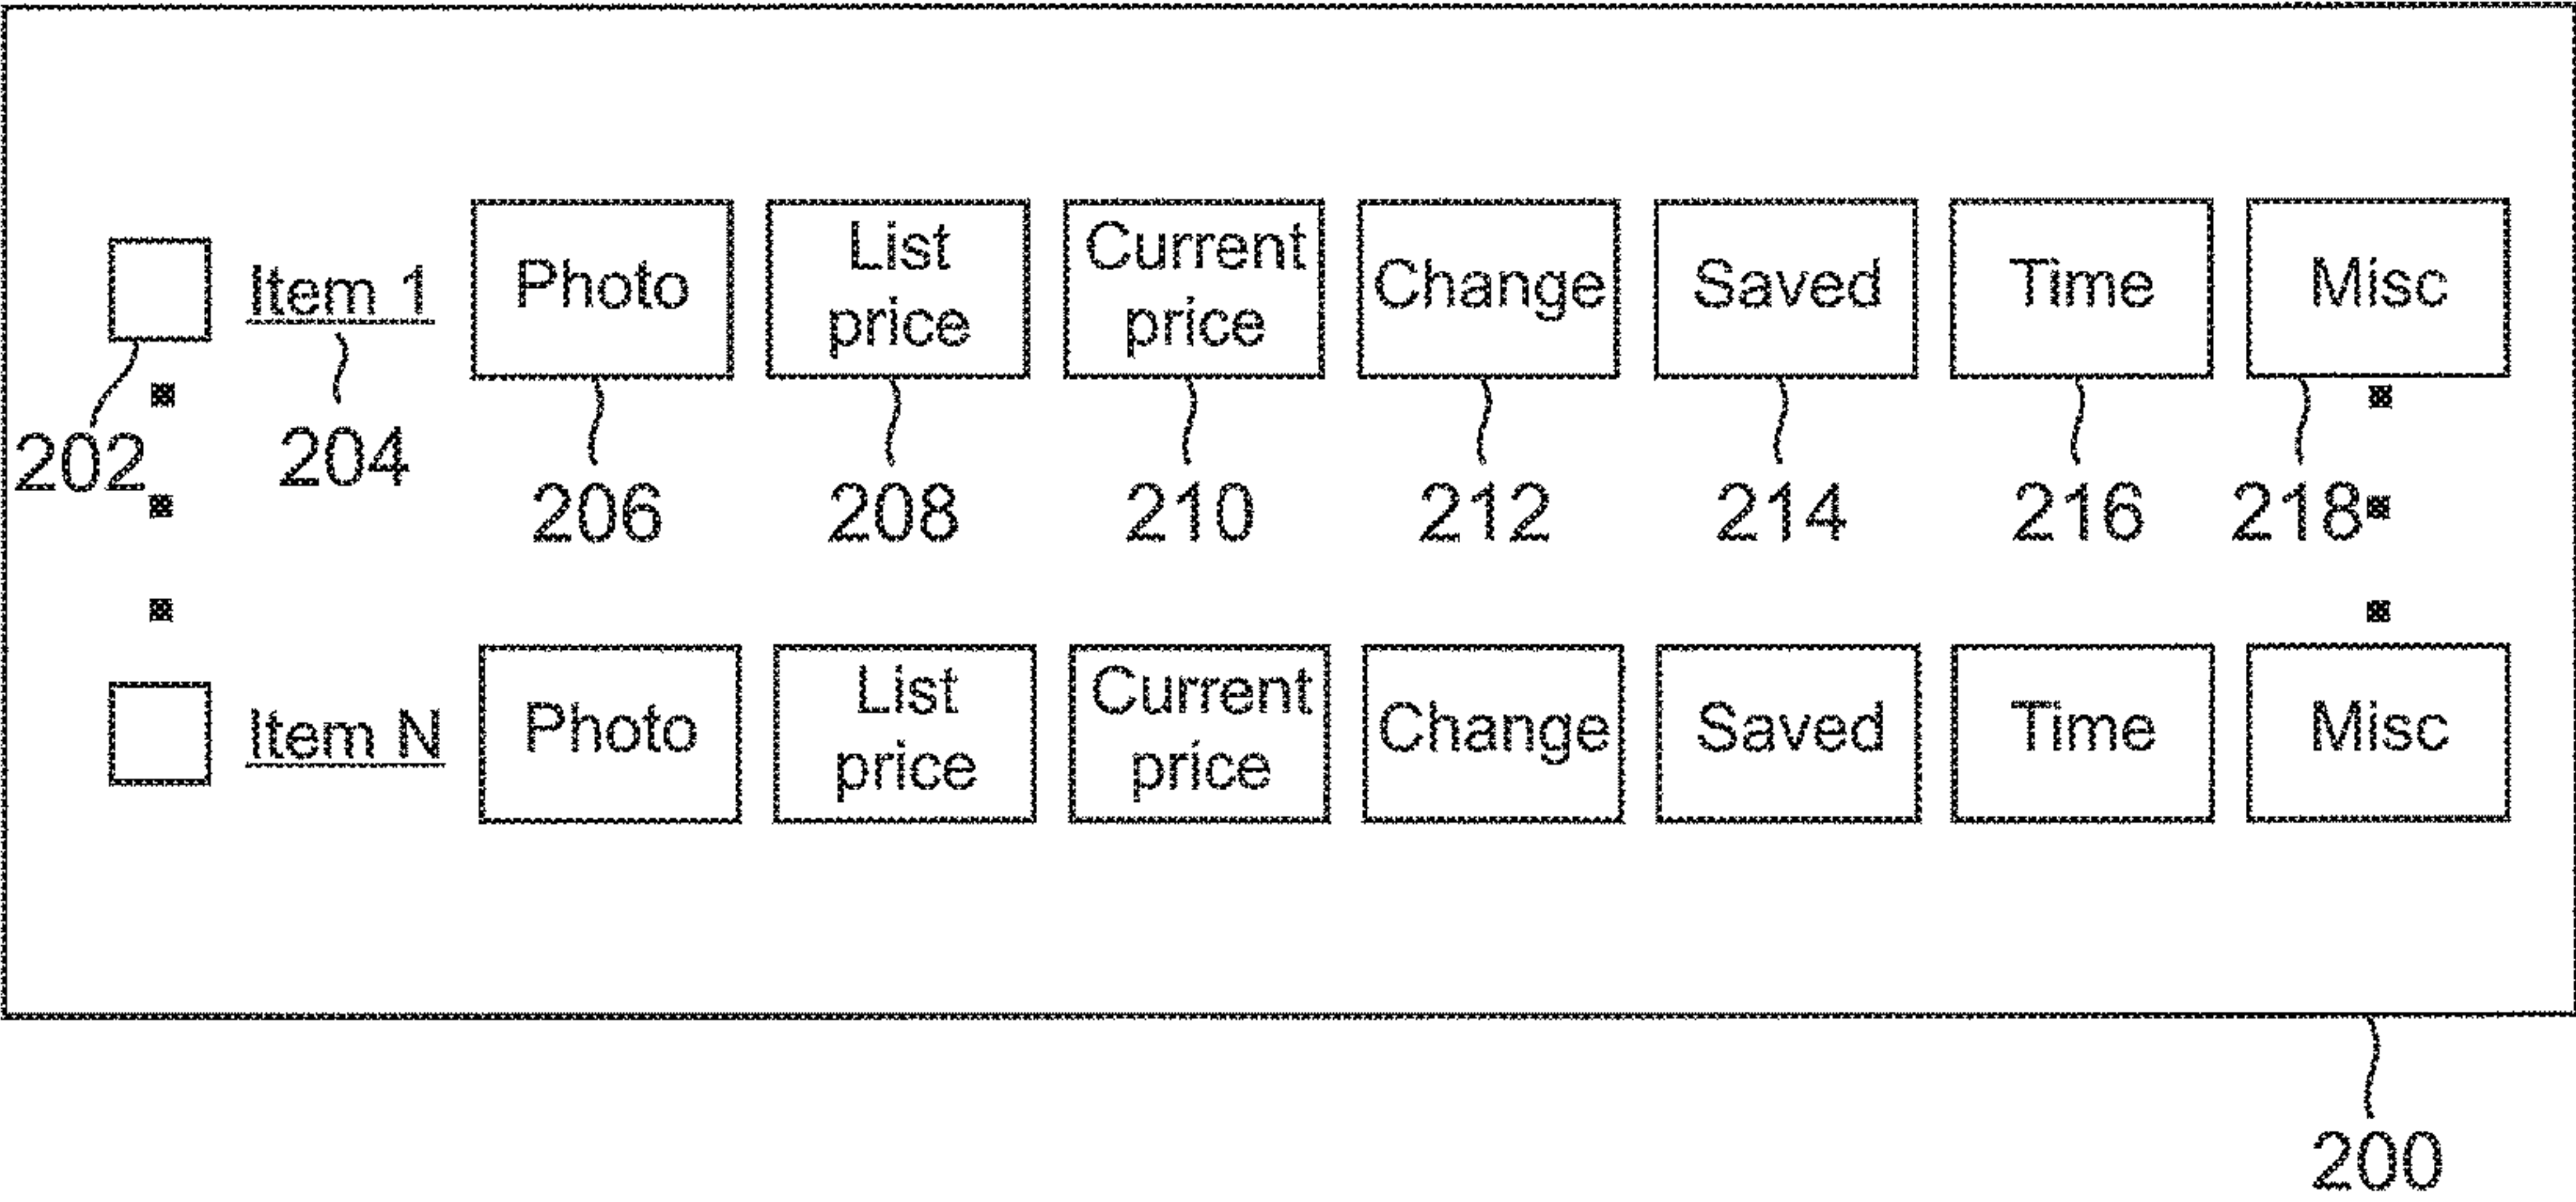 Item 1 Photo List price Current price Change Saved Time Misc
202 204 206 208 210 212 214 216 218
Item N Photo List price Current price Change Saved Time Misc
200